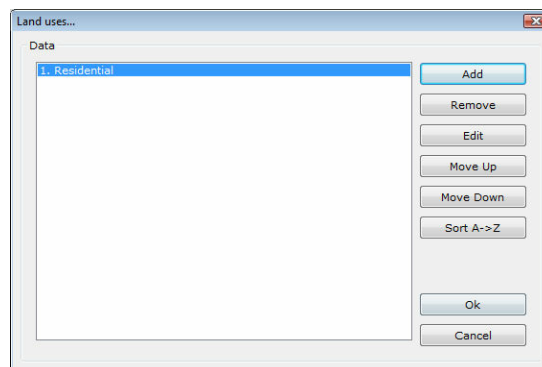 Land uses...
Data
1. Residential
Add
Remove
Edit
Move Up
Move Down
Sort A->Z
Ok
Cancel